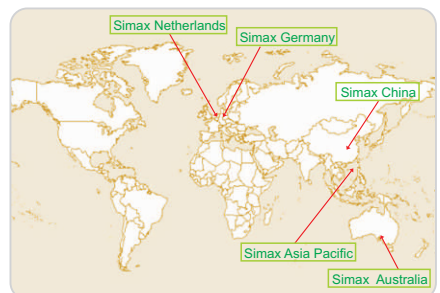 Simax Netherlands
Simax Germany
Simax China
Simax Asia Pacific
Simax Australia